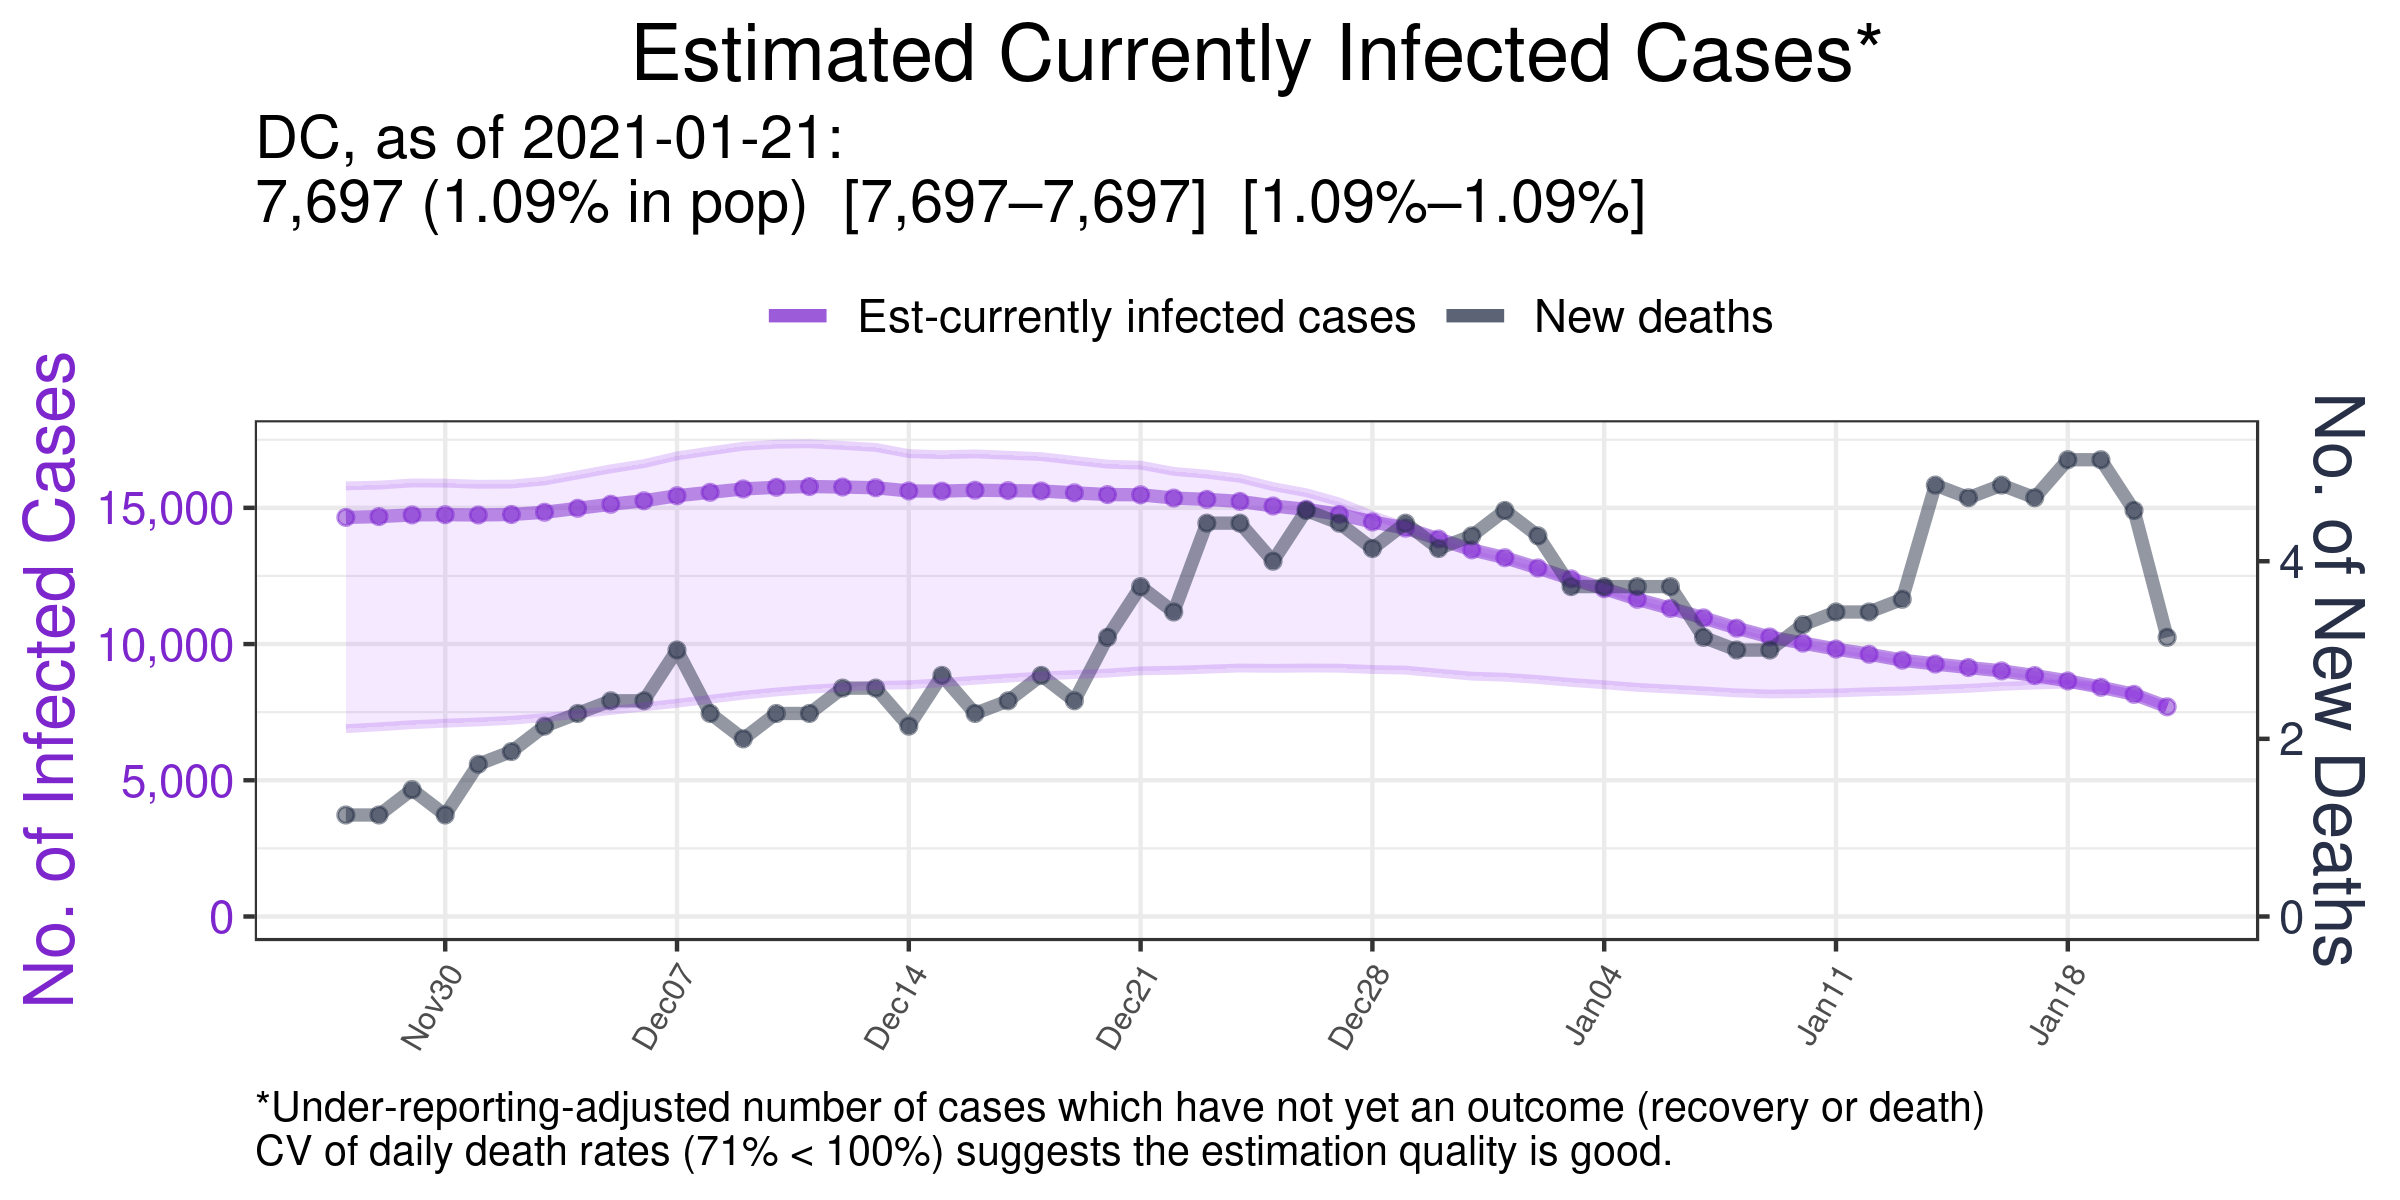 Estimated Currently Infected Cases*
DC, as of 2021-01-21:
7,697 (1.09% in pop)  [7,697–7,697]  [1.09%–1.09%]
Est-currently infected cases
New deaths
No. of Infected Cases
15,000
10,000
5,000
0
No. of New Deaths
4
2
0
Nov30
Dec07
Dec14
Dec21
Dec28
Jan04
Jan11
Jan18
*Under-reporting-adjusted number of cases which have not yet an outcome (recovery or death)
CV of daily death rates (71% < 100%) suggests the estimation quality is good.